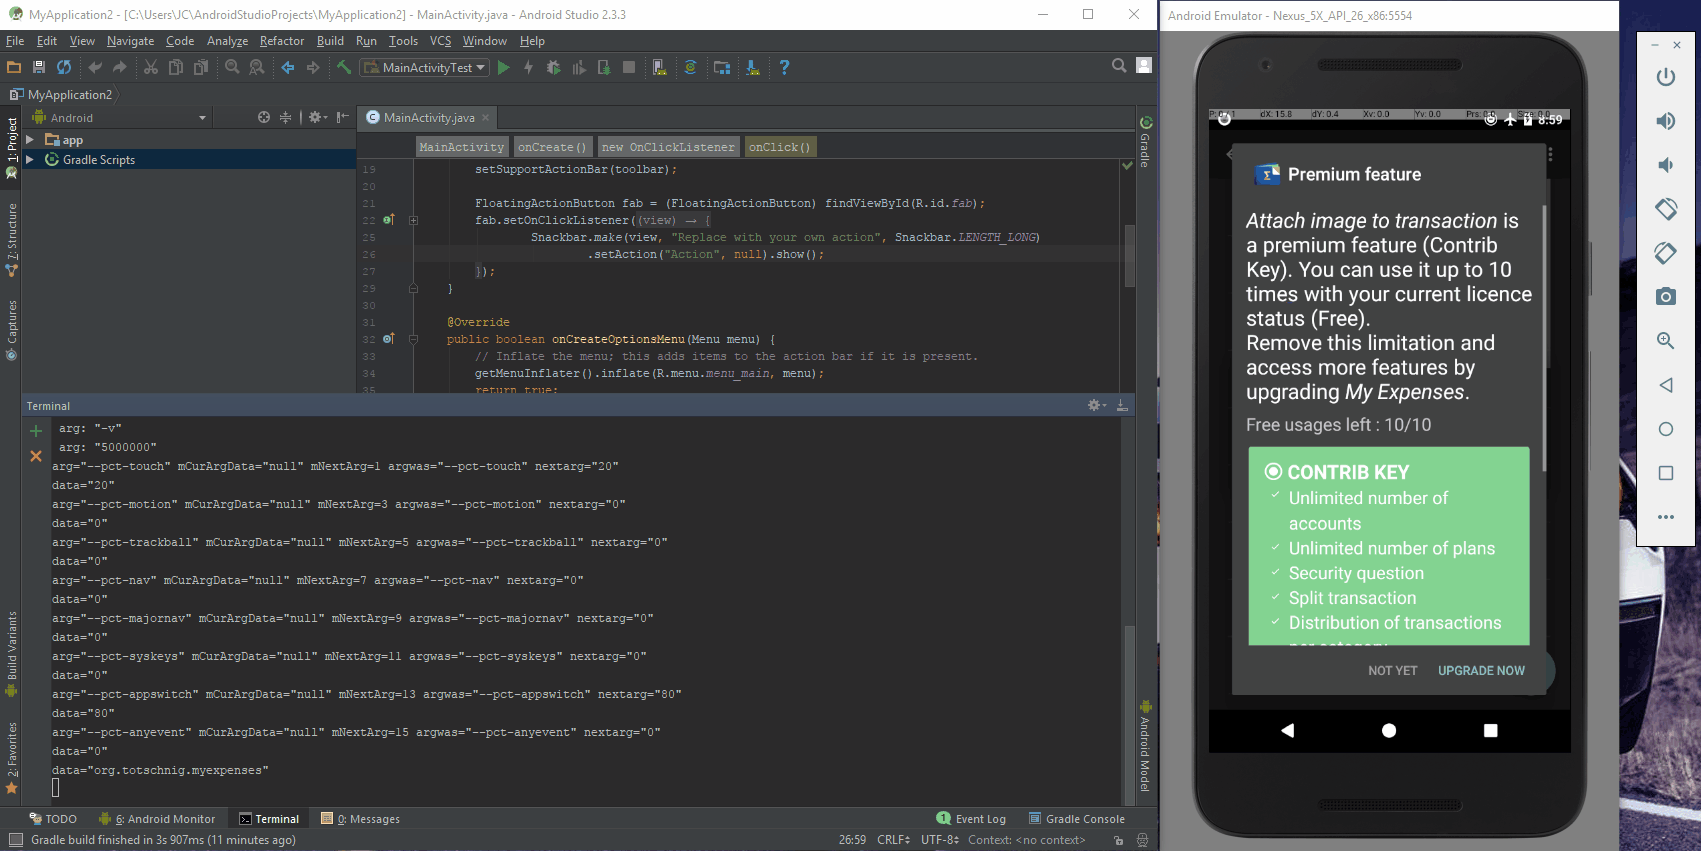 MyApplication2 - [C:\Users\JC\AndroidStudioProjects\MyApplication2] - MainActivity.java - Android Studio 2.3.3
File Edit View Navigate Code Analyze Refactor Build Run Tools VCS Window Help
MainActivityTest
MyApplication2
Android
app
Gradle Scripts
1: Project
7: Structure
Captures
Build Variants
2: Favorites
MainActivity.java
MainActivity onCreate() new OnClickListener onClick()
19 setSupportActionBar(toolbar);
20
21 FloatingActionButton fab = (FloatingActionButton) findViewById(R.id.fab);
22 fab.setOnClickListener((view) → {
25 Snackbar.make(view, "Replace with your own action", Snackbar.LENGTH_LONG)
26 .setAction("Action", null).show();
27 });
28 }
30
31 @Override
32 public boolean onCreateOptionsMenu(Menu menu) {
33 // Inflate the menu; this adds items to the action bar if it is present.
34 getMenuInflater().inflate(R.menu.menu_main, menu);
35 return true;
Gradle
Android Model
Terminal
arg: "-v"
arg: "5000000"
arg="--pct-touch" mCurArgData="null" mNextArg=1 argwas="--pct-touch" nextarg="20"
data="20"
arg="--pct-motion" mCurArgData="null" mNextArg=3 argwas="--pct-motion" nextarg="0"
data="0"
arg="--pct-trackball" mCurArgData="null" mNextArg=5 argwas="--pct-trackball" nextarg="0"
data="0"
arg="--pct-nav" mCurArgData="null" mNextArg=7 argwas="--pct-nav" nextarg="0"
data="0"
arg="--pct-majornav" mCurArgData="null" mNextArg=9 argwas="--pct-majornav" nextarg="0"
data="0"
arg="--pct-syskeys" mCurArgData="null" mNextArg=11 argwas="--pct-syskeys" nextarg="0"
data="0"
arg="--pct-appswitch" mCurArgData="null" mNextArg=13 argwas="--pct-appswitch" nextarg="80"
data="80"
arg="--pct-anyevent" mCurArgData="null" mNextArg=15 argwas="--pct-anyevent" nextarg="0"
data="0"
data="org.totschnig.myexpenses"
TODO 6: Android Monitor Terminal 0: Messages 1 Event Log Gradle Console
Gradle build finished in 3s 907ms (11 minutes ago) 26:59 CRLF UTF-8 Context: <no context>
Android Emulator - Nexus_5X_API_26_x86:5554
dX: 15.8 dY: 0.4 Xv: 0.0 Yv: 0.0
8:59
Premium feature
Attach image to transaction is
a premium feature (Contrib
Key). You can use it up to 10
times with your current licence
status (Free).
Remove this limitation and
access more features by
upgrading My Expenses.
Free usages left : 10/10
CONTRIB KEY
Unlimited number of
accounts
Unlimited number of plans
Security question
Split transaction
Distribution of transactions
per category
NOT YET UPGRADE NOW